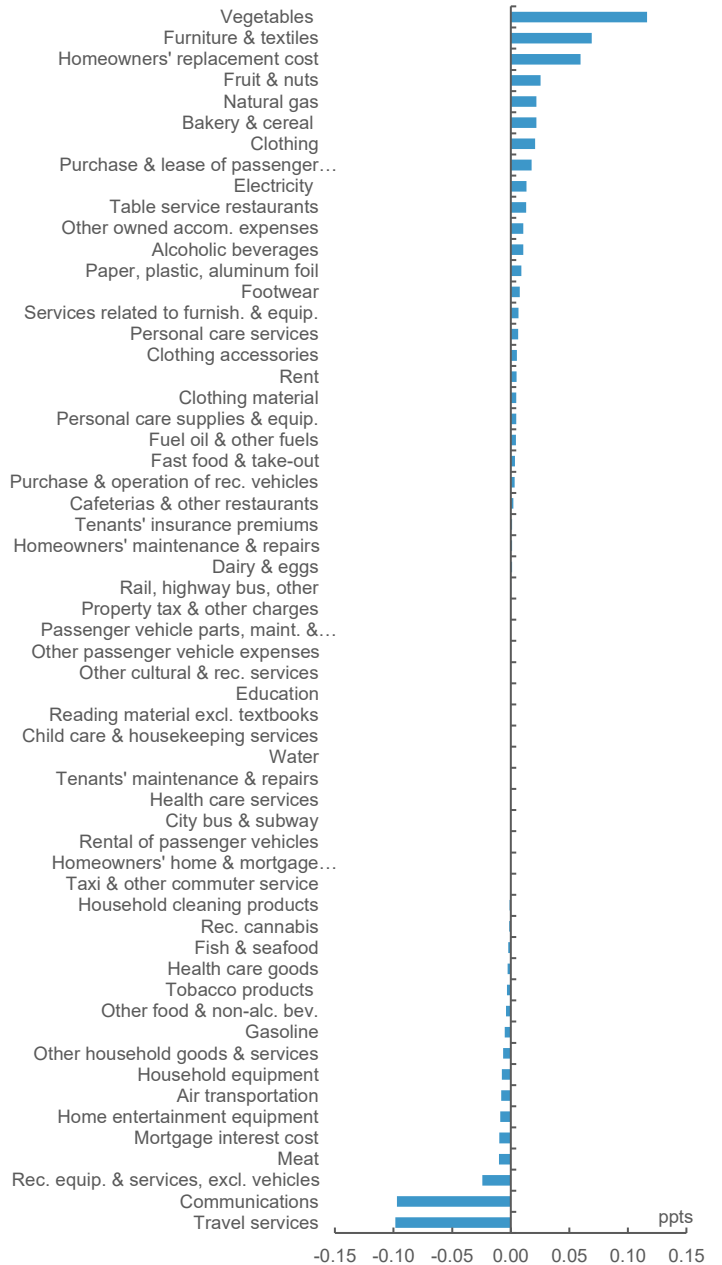 Vegetables
Furniture & textiles
Homeowners' replacement cost
Fruit & nuts
Natural gas
Bakery & cereal
Clothing
Purchase & lease of passenger…
Electricity
Table service restaurants
Other owned accom. expenses
Alcoholic beverages
Paper, plastic, aluminum foil
Footwear
Services related to furnish. & equip.
Personal care services
Clothing accessories
Rent
Clothing material
Personal care supplies & equip.
Fuel oil & other fuels
Fast food & take-out
Purchase & operation of rec. vehicles
Cafeterias & other restaurants
Tenants' insurance premiums
Homeowners' maintenance & repairs
Dairy & eggs
Rail, highway bus, other
Property tax & other charges
Passenger vehicle parts, maint. &…
Other passenger vehicle expenses
Other cultural & rec. services
Education
Reading material excl. textbooks
Child care & housekeeping services
Water
Tenants' maintenance & repairs
Health care services
City bus & subway
Rental of passenger vehicles
Homeowners' home & mortgage…
Taxi & other commuter service
Household cleaning products
Rec. cannabis
Fish & seafood
Health care goods
Tobacco products
Other food & non-alc. bev.
Gasoline
Other household goods & services
Household equipment
Air transportation
Home entertainment equipment
Mortgage interest cost
Meat
Rec. equip. & services, excl. vehicles
Communications
Travel services
ppts
-0.15 -0.10 -0.05 0.00 0.05 0.10 0.15